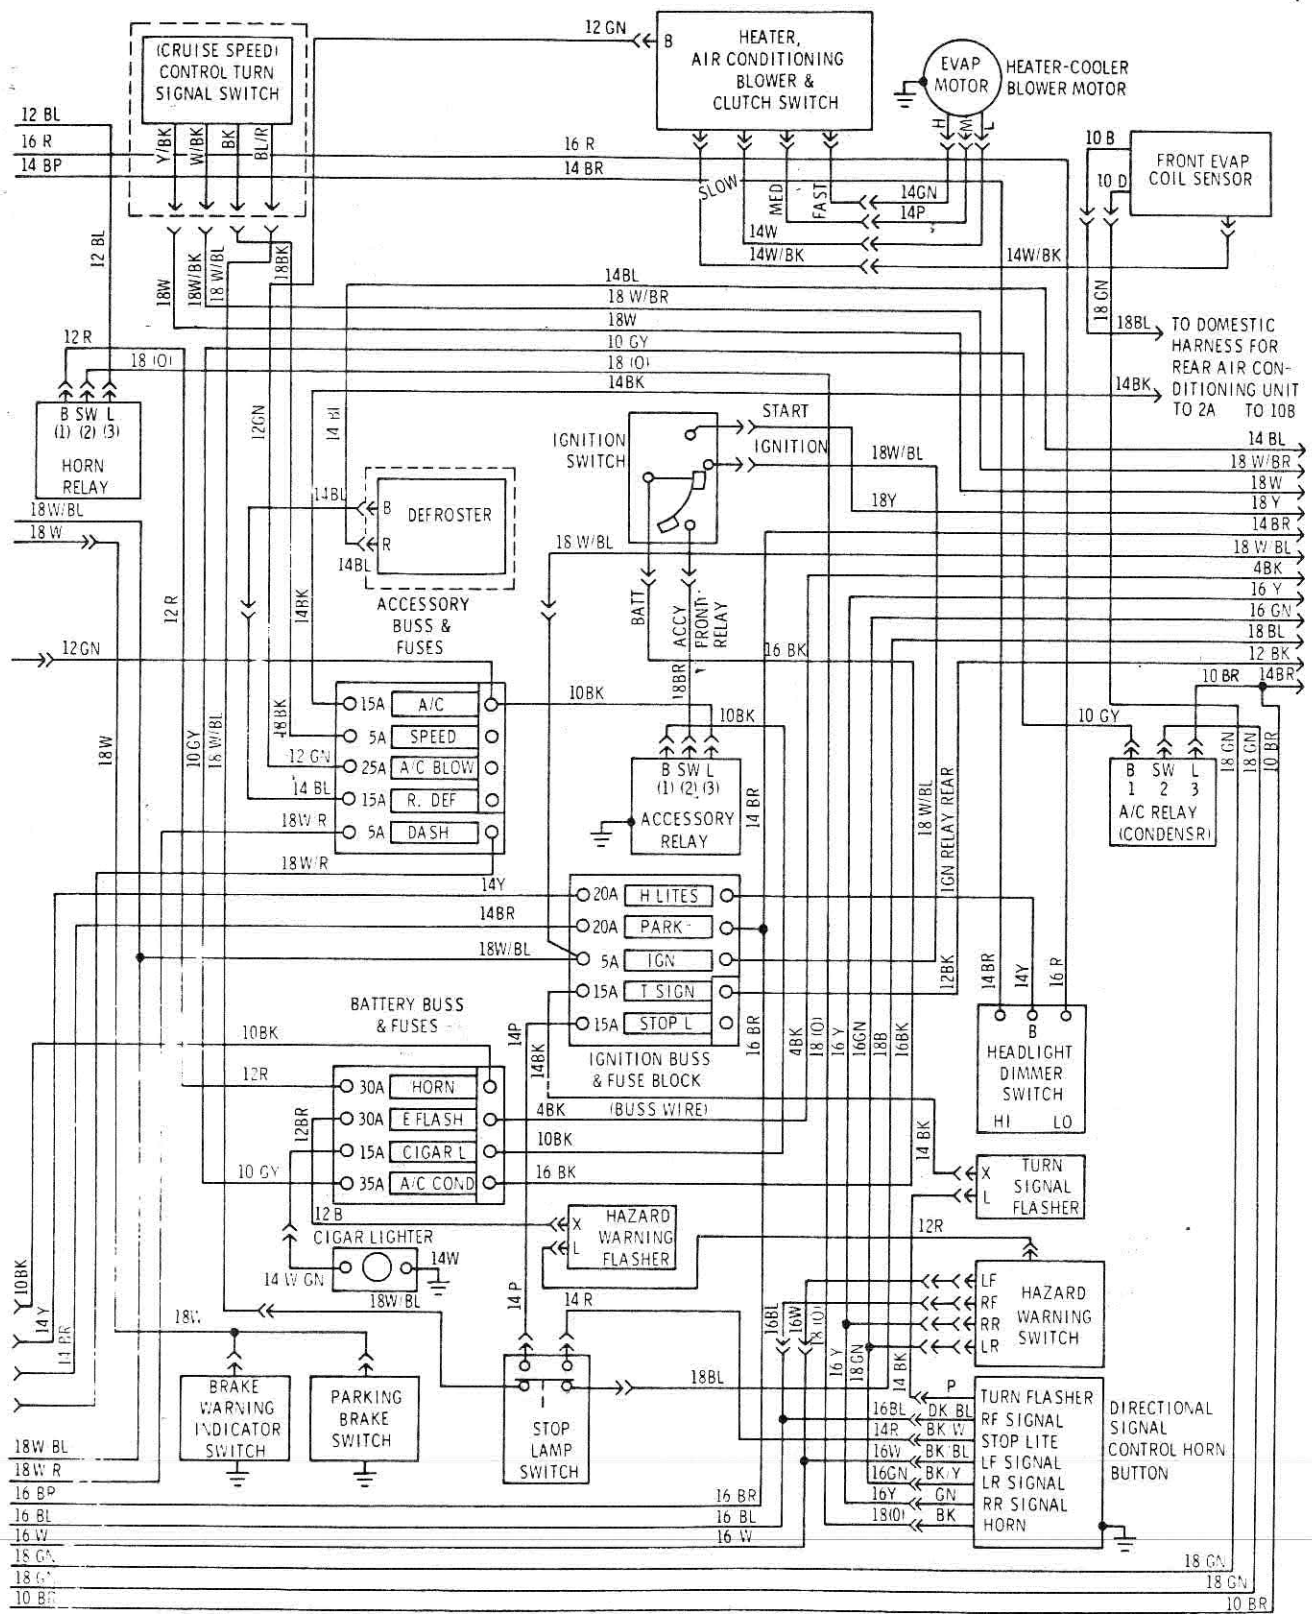 (CRUISE SPEED)
CONTROL TURN
SIGNAL SWITCH
Y/BK
W/BK
BK
BL/R
12 GN
B
HEATER,
AIR CONDITIONING
BLOWER &
CLUTCH SWITCH
EVAP
MOTOR
HEATER-COOLER
BLOWER MOTOR
H
M
L
12 BL
16 R
14 BP
16 R
14 BR
10 B
10 D
FRONT EVAP
COIL SENSOR
SLOW
MED
FAST
14GN
14P
14W
14W/BK
14W/BK
12 BL
18W
18W/BK
18 W/BL
18BK
14BL
18 W/BR
18W
10 GY
18 (O)
14BK
18 GN
18BL
14BK
TO DOMESTIC
HARNESS FOR
REAR AIR CON-
DITIONING UNIT
TO 2A TO 10B
12 R
18 (O)
B SW L
(1) (2) (3)
HORN
RELAY
12GN
IGNITION
SWITCH
START
IGNITION
18W/BL
18Y
14 BL
18 W/BR
18W
18 Y
14 BR
18 W/BL
4BK
16 Y
16 GN
18 BL
12 BK
14BR
18W/BL
18 W
14BL
B
DEFROSTER
R
14BL
18 W/BL
12 R
14BK
ACCESSORY
BUSS &
FUSES
BATT
ACCY
FRONT
RELAY
18BR
16 BK
12GN
10 BR
15A A/C
5A SPEED
25A A/C BLOW
15A R. DEF
5A DASH
10BK
10BK
18BK
12 GN
14 BL
18W R
18W/R
18W
10 GY
18 W/BL
B SW L
(1) (2) (3)
ACCESSORY
RELAY
14 BR
18 W/BL
IGN RELAY REAR
10 GY
B SW L
1 2 3
A/C RELAY
(CONDENSR)
18 GN
18 GN
10 BR
14Y
14BR
18W/BL
20A H LITES
20A PARK
5A IGN
15A T SIGN
15A STOP L
IGNITION BUSS
& FUSE BLOCK
(BUSS WIRE)
12BK
14BR
14Y
16 R
B
HEADLIGHT
DIMMER
SWITCH
HI LO
BATTERY BUSS
& FUSES
10BK
12R
14P
14BK
16 BR
4BK
18 (O)
16 Y
16GN
18B
16BK
30A HORN
30A E FLASH
15A CIGAR L
35A A/C COND
12BR
10 GY
4BK
10BK
16 BK
14 BK
X
L
TURN
SIGNAL
FLASHER
12 B
CIGAR LIGHTER
14 W GN
14W
X
L
HAZARD
WARNING
FLASHER
12R
LF
RF
RR
LR
HAZARD
WARNING
SWITCH
10BK
14 Y
18W/BL
14 P
14 R
16BL
16W
18 (O)
16 Y
18GN
14 BK
BRAKE
WARNING
INDICATOR
SWITCH
PARKING
BRAKE
SWITCH
STOP
LAMP
SWITCH
18BL
P
16BL DK BL
14R BK W
16W BK BL
16GN BK/Y
16Y GN
18(O) BK
TURN FLASHER
RF SIGNAL
STOP LITE
LF SIGNAL
LR SIGNAL
RR SIGNAL
HORN
DIRECTIONAL
SIGNAL
CONTROL HORN
BUTTON
18W BL
18W R
16 BP
16 BL
16 W
18 GN
10 BR
16 BR
16 BL
16 W
18 GN
18 GN
10 BR